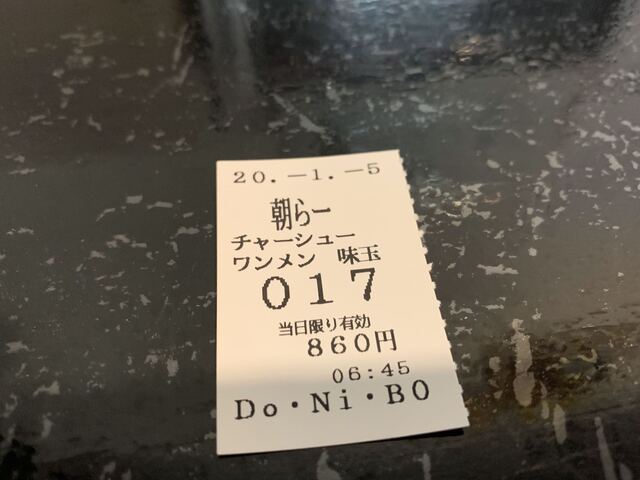 20.-1.-5
朝らー
チャーシュー
ワンメン 味玉
017
当日限り有効
860円
06:45
Do・Ni・BO